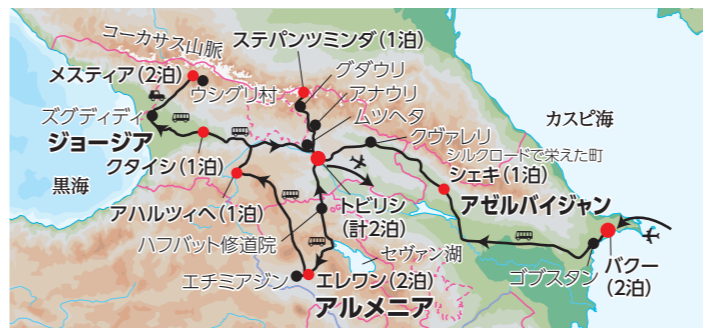 コーカサス山脈
ステパンツミンダ(1泊)
メスティア(2泊)
グダウリ
アナウリ
ウシグリ村
ムツヘタ
ズグディディ
クヴァレリ
カスピ海
ジョージア
シルクロードで栄えた町
クタイシ(1泊)
シェキ(1泊)
黒海
アゼルバイジャン
アハルツィヘ(1泊)
トビリシ
(計2泊)
ハフパット修道院
セヴァン湖
バクー
(2泊)
ゴブスタン
エチミアジン
エレワン(2泊)
アルメニア